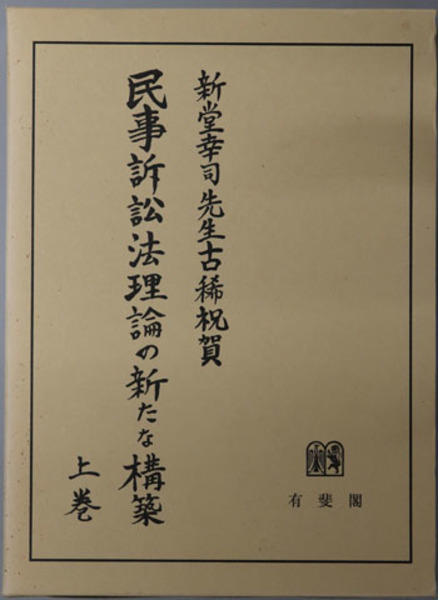 新堂幸司先生古稀祝賀
民事訴訟法理論の新たな構築
上巻
有斐閣